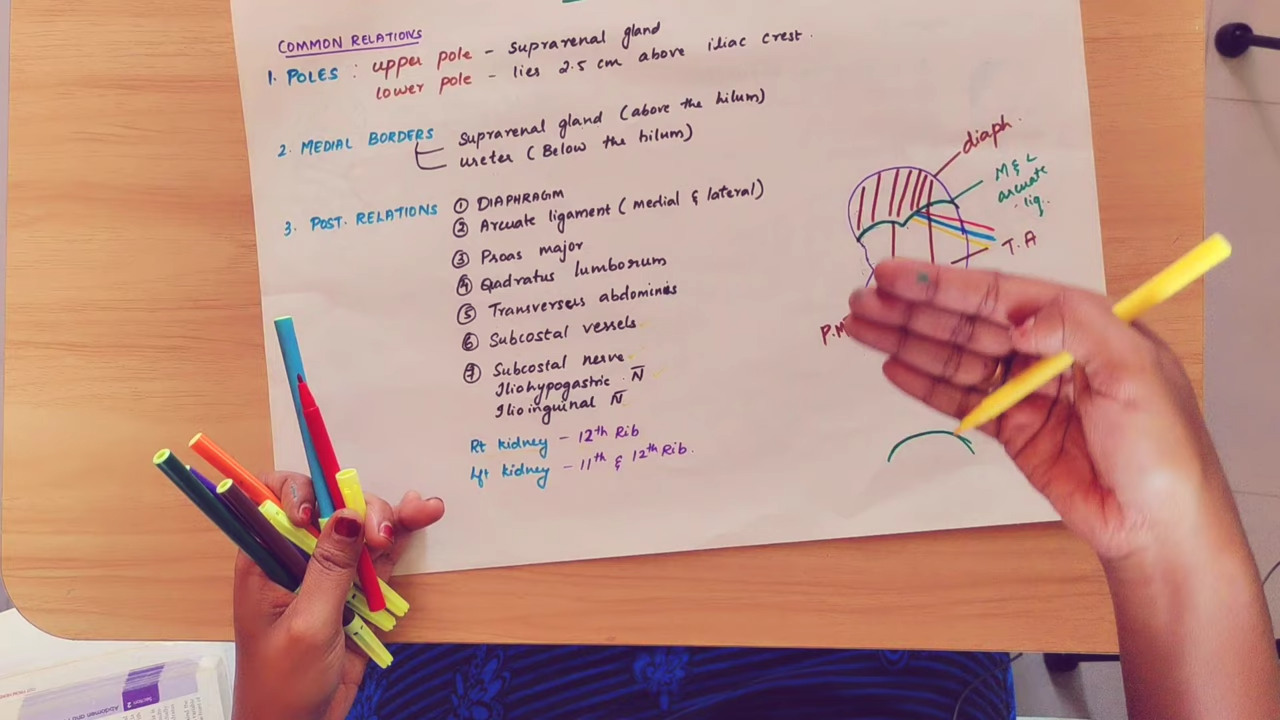 COMMON RELATIONS
1. POLES : upper pole - suprarenal gland
lower pole - lies 2.5 cm above iliac crest.
2. MEDIAL BORDERS suprarenal gland (above the hilum)
ureter (Below the hilum)
3. POST. RELATIONS ① DIAPHRAGM
② Arcuate ligament (medial & lateral)
③ Psoas major
④ Qadratus lumborum
⑤ Transversus abdominis
⑥ Subcostal vessels
⑦ Subcostal nerve
Iliohypogastric N̅
Ilioinguinal N̅
Rt kidney - 12th Rib
Lft kidney - 11th & 12th Rib.
diaph.
M & L
arcuate
lig.
T.A
P.M
Section 2